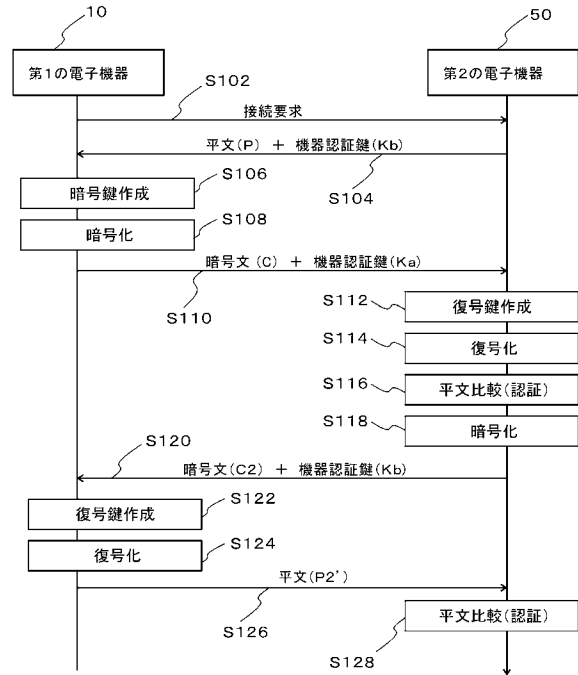 10
50
第1の電子機器
第2の電子機器
S102
接続要求
平文(P) + 機器認証鍵(Kb)
S104
S106
暗号鍵作成
S108
暗号化
暗号文(C) + 機器認証鍵(Ka)
S110
S112
復号鍵作成
S114
復号化
S116
平文比較(認証)
S118
暗号化
S120
暗号文(C2) + 機器認証鍵(Kb)
S122
復号鍵作成
S124
復号化
平文(P2')
S126
平文比較(認証)
S128